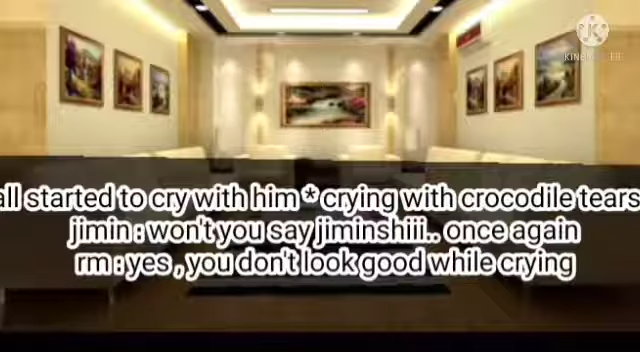 all started to cry with him * crying with crocodile tears
jimin : won't you say jiminshiii.. once again
rm : yes , you don't look good while crying